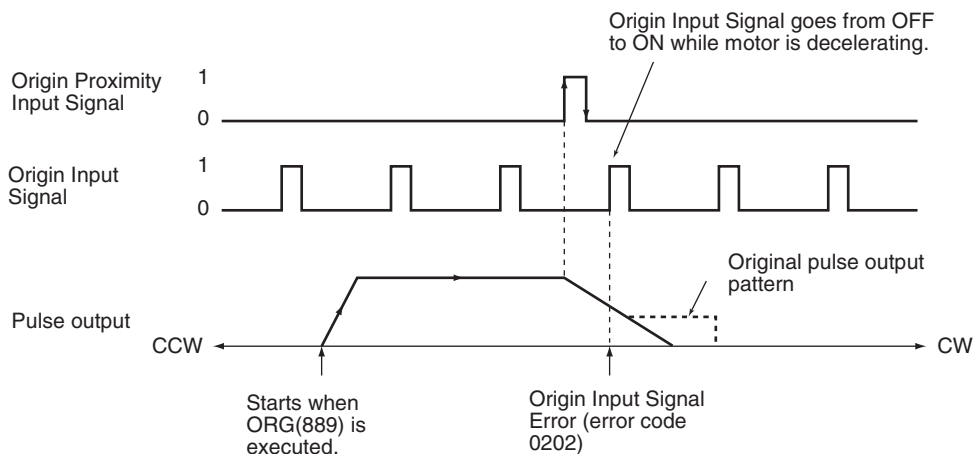 Origin Input Signal goes from OFF
to ON while motor is decelerating.
Origin Proximity
Input Signal
1
0
Origin Input
Signal
1
0
Original pulse output
pattern
Pulse output
CCW
CW
Starts when
ORG(889) is
executed.
Origin Input Signal
Error (error code
0202)